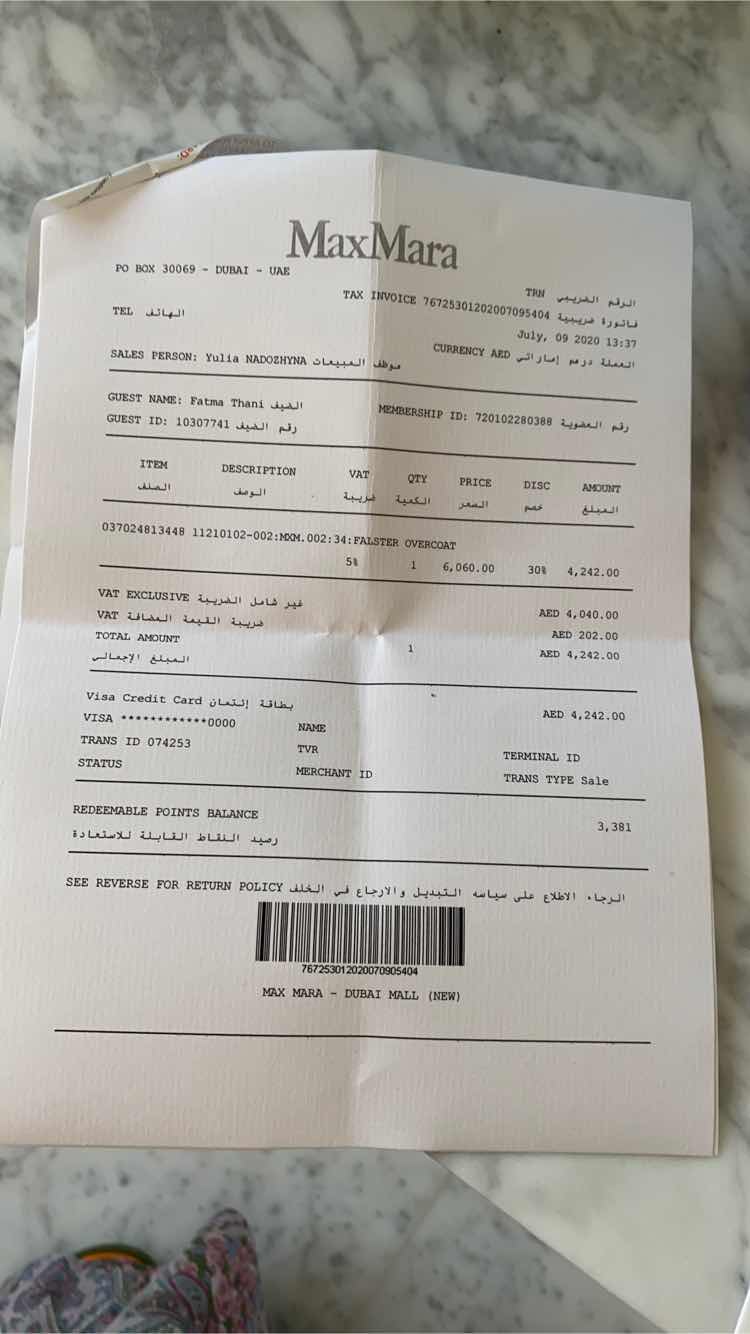 MaxMara
PO BOX 30069 - DUBAI - UAE
TRN الرقم الضريبي
TAX INVOICE 76725301202007095404 فاتورة ضريبية
TEL الهاتف
July, 09 2020 13:37
CURRENCY AED العملة درهم إماراتي
SALES PERSON: Yulia NADOZHYNA موظف المبيعات
GUEST NAME: Fatma Thani الضيف
MEMBERSHIP ID: 720102280388 رقم العضوية
GUEST ID: 10307741 رقم الضيف
ITEM DESCRIPTION VAT QTY PRICE DISC AMOUNT
الصنف الوصف ضريبة الكمية السعر خصم المبلغ
037024813448 11210102-002:MXM.002:34:FALSTER OVERCOAT
5% 1 6,060.00 30% 4,242.00
VAT EXCLUSIVE غير شامل الضريبة AED 4,040.00
VAT ضريبة القيمة المضافة AED 202.00
TOTAL AMOUNT 1 AED 4,242.00
المبلغ الإجمالي
Visa Credit Card بطاقة إئتمان AED 4,242.00
VISA ************0000 NAME
TRANS ID 074253 TVR TERMINAL ID
STATUS MERCHANT ID TRANS TYPE Sale
REDEEMABLE POINTS BALANCE 3,381
رصيد النقاط القابلة للاستعادة
SEE REVERSE FOR RETURN POLICY الرجاء الاطلاع على سياسه التبديل والارجاع في الخلف
76725301202007095404
MAX MARA - DUBAI MALL (NEW)